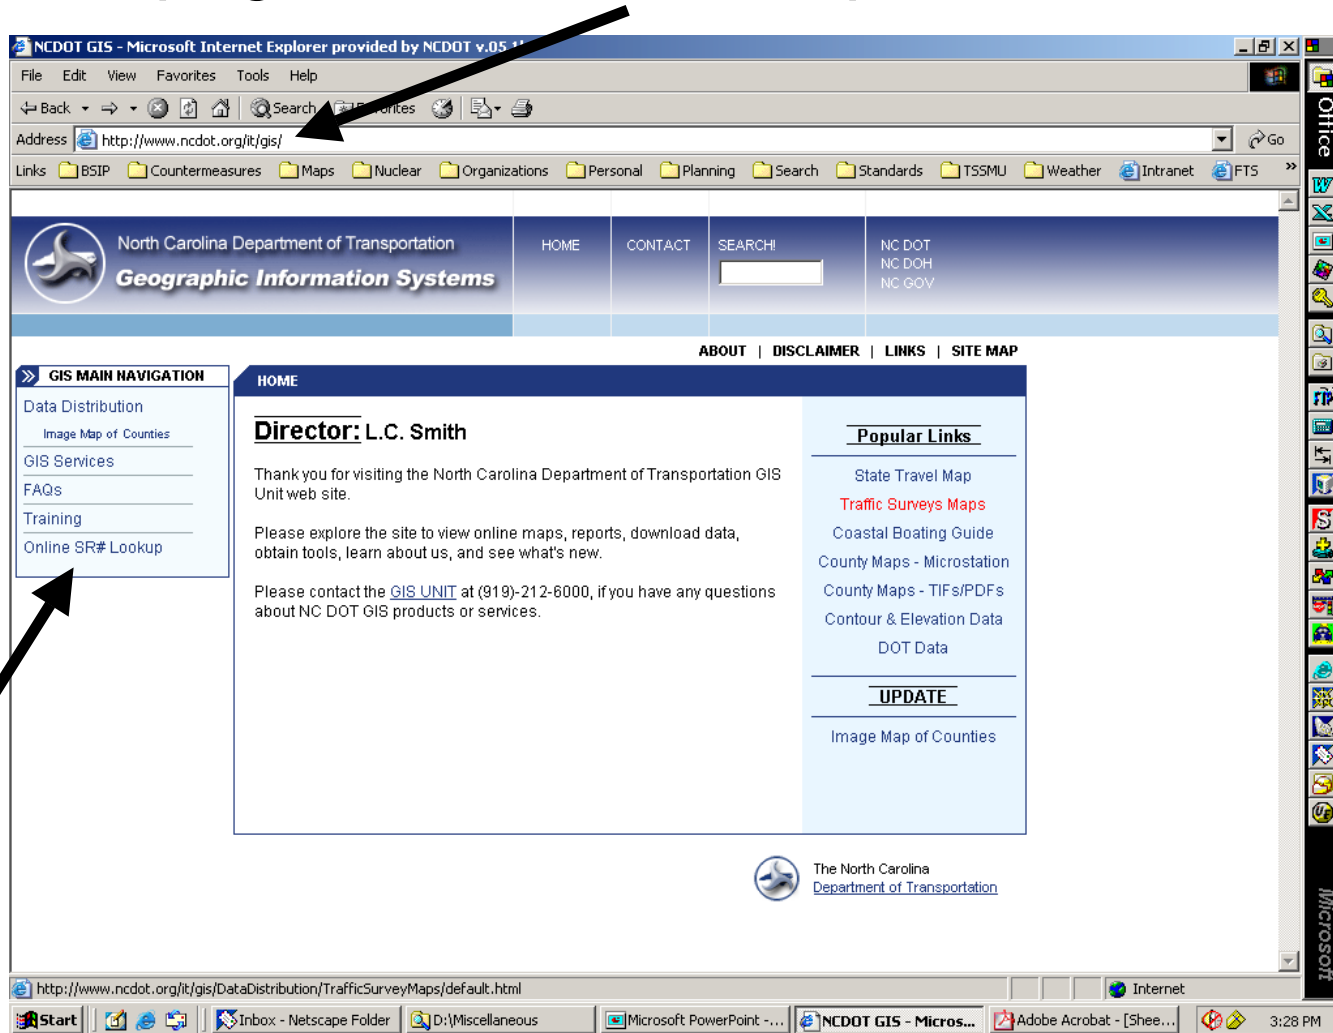 NCDOT GIS - Microsoft Internet Explorer provided by NCDOT v.05
File Edit View Favorites Tools Help
Back Search Favorites
Address http://www.ncdot.org/it/gis/ Go
Links BSIP Countermeasures Maps Nuclear Organizations Personal Planning Search Standards TSSMU Weather Intranet FTS »
Office
North Carolina Department of Transportation
Geographic Information Systems
HOME CONTACT SEARCH!
NC DOT
NC DOH
NC GOV
ABOUT | DISCLAIMER | LINKS | SITE MAP
GIS MAIN NAVIGATION
Data Distribution
Image Map of Counties
GIS Services
FAQs
Training
Online SR# Lookup
HOME
Director: L.C. Smith
Thank you for visiting the North Carolina Department of Transportation GIS
Unit web site.
Please explore the site to view online maps, reports, download data,
obtain tools, learn about us, and see what's new.
Please contact the GIS UNIT at (919)-212-6000, if you have any questions
about NC DOT GIS products or services.
Popular Links
State Travel Map
Traffic Surveys Maps
Coastal Boating Guide
County Maps - Microstation
County Maps - TIFs/PDFs
Contour & Elevation Data
DOT Data
UPDATE
Image Map of Counties
The North Carolina
Department of Transportation
Microsoft
http://www.ncdot.org/it/gis/DataDistribution/TrafficSurveyMaps/default.html
Internet
Start Inbox - Netscape Folder D:\Miscellaneous Microsoft PowerPoint -... NCDOT GIS - Micros... Adobe Acrobat - [Shee... 3:28 PM